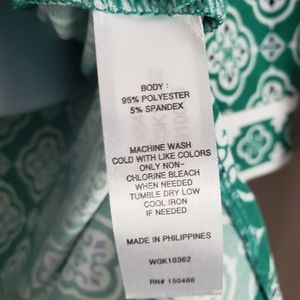 BODY:
95% POLYESTER
5% SPANDEX
MACHINE WASH
COLD WITH LIKE COLORS
ONLY NON-
CHLORINE BLEACH
WHEN NEEDED
TUMBLE DRY LOW
COOL IRON
IF NEEDED
MADE IN PHILIPPINES
WGK10362
RN# 150466